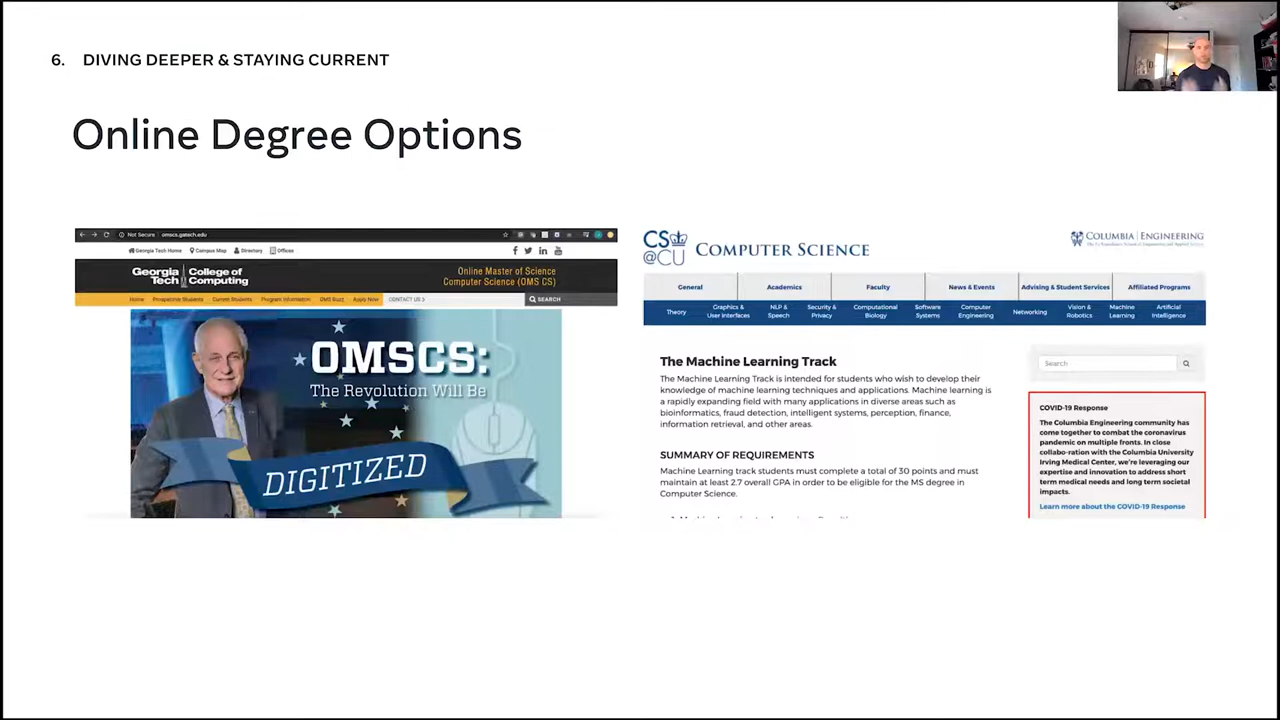 6. DIVING DEEPER & STAYING CURRENT
Online Degree Options
Not Secure | omscs.gatech.edu
Georgia Tech Home Campus Map Directory Offices
Georgia Tech College of Computing
Online Master of Science
Computer Science (OMS CS)
Home Prospective Students Current Students Program Information OMS Buzz Apply Now CONTACT US > SEARCH
OMSCS:
The Revolution Will Be
DIGITIZED
CS @CU COMPUTER SCIENCE
COLUMBIA | ENGINEERING
General Academics Faculty News & Events Advising & Student Services Affiliated Programs
Theory Graphics & User Interfaces NLP & Speech Security & Privacy Computational Biology Software Systems Computer Engineering Networking Vision & Robotics Machine Learning Artificial Intelligence
The Machine Learning Track
The Machine Learning Track is intended for students who wish to develop their
knowledge of machine learning techniques and applications. Machine learning is
a rapidly expanding field with many applications in diverse areas such as
bioinformatics, fraud detection, intelligent systems, perception, finance,
information retrieval, and other areas.
SUMMARY OF REQUIREMENTS
Machine Learning track students must complete a total of 30 points and must
maintain at least 2.7 overall GPA in order to be eligible for the MS degree in
Computer Science.
Search
COVID-19 Response
The Columbia Engineering community has
come together to combat the coronavirus
pandemic on multiple fronts. In close
collabo-ration with the Columbia University
Irving Medical Center, we're leveraging our
expertise and innovation to address short
term medical needs and long term societal
impacts.
Learn more about the COVID-19 Response